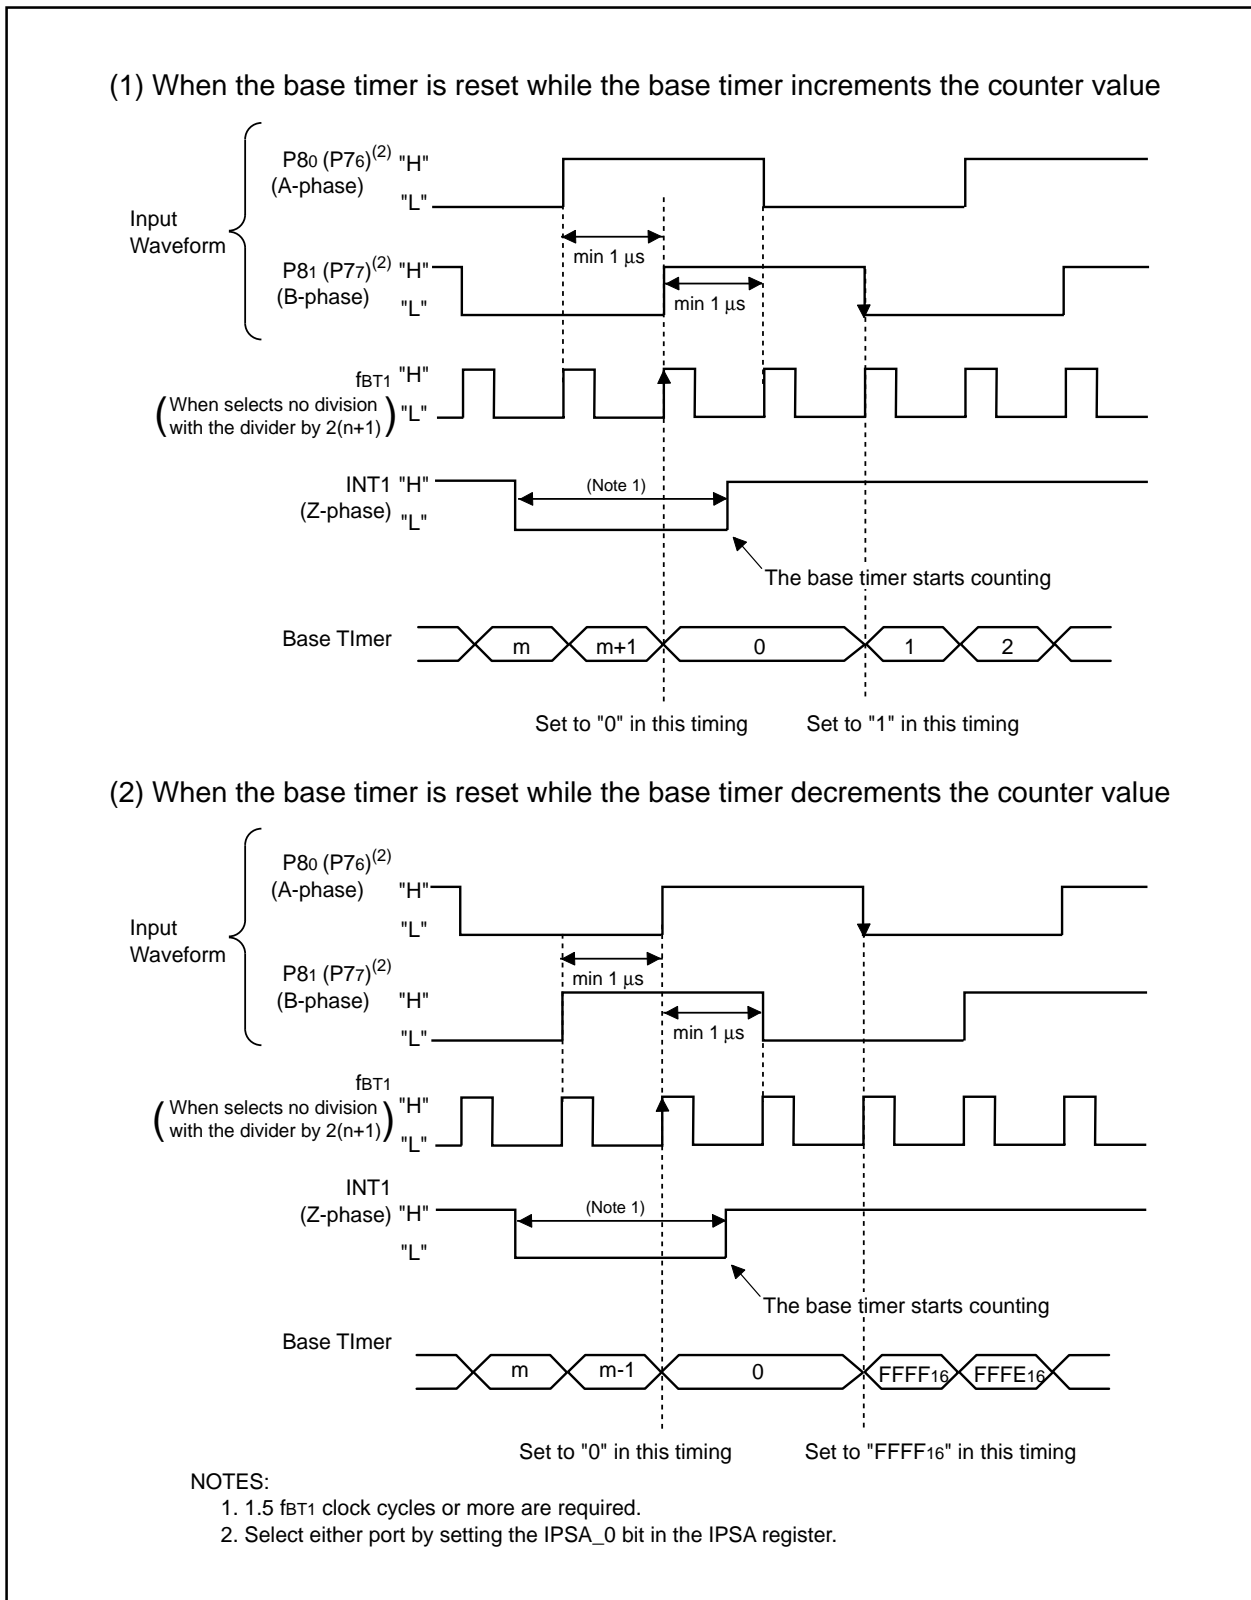 (1) When the base timer is reset while the base timer increments the counter value
P80 (P76)(2) "H"
(A-phase)
"L"
Input
Waveform
min 1 μs
P81 (P77)(2) "H"
(B-phase)
"L"
min 1 μs
fBT1 "H"
(When selects no division
with the divider by 2(n+1)) "L"
INT1 "H"
(Z-phase) "L"
(Note 1)
The base timer starts counting
Base TImer
m m+1 0 1 2
Set to "0" in this timing Set to "1" in this timing
(2) When the base timer is reset while the base timer decrements the counter value
P80 (P76)(2)
(A-phase) "H"
"L"
Input
Waveform
min 1 μs
P81 (P77)(2)
(B-phase) "H"
"L"
min 1 μs
fBT1
(When selects no division "H"
with the divider by 2(n+1)) "L"
INT1
(Z-phase) "H"
"L"
(Note 1)
The base timer starts counting
Base TImer
m m-1 0 FFFF16 FFFE16
Set to "0" in this timing Set to "FFFF16" in this timing
NOTES:
1. 1.5 fBT1 clock cycles or more are required.
2. Select either port by setting the IPSA_0 bit in the IPSA register.